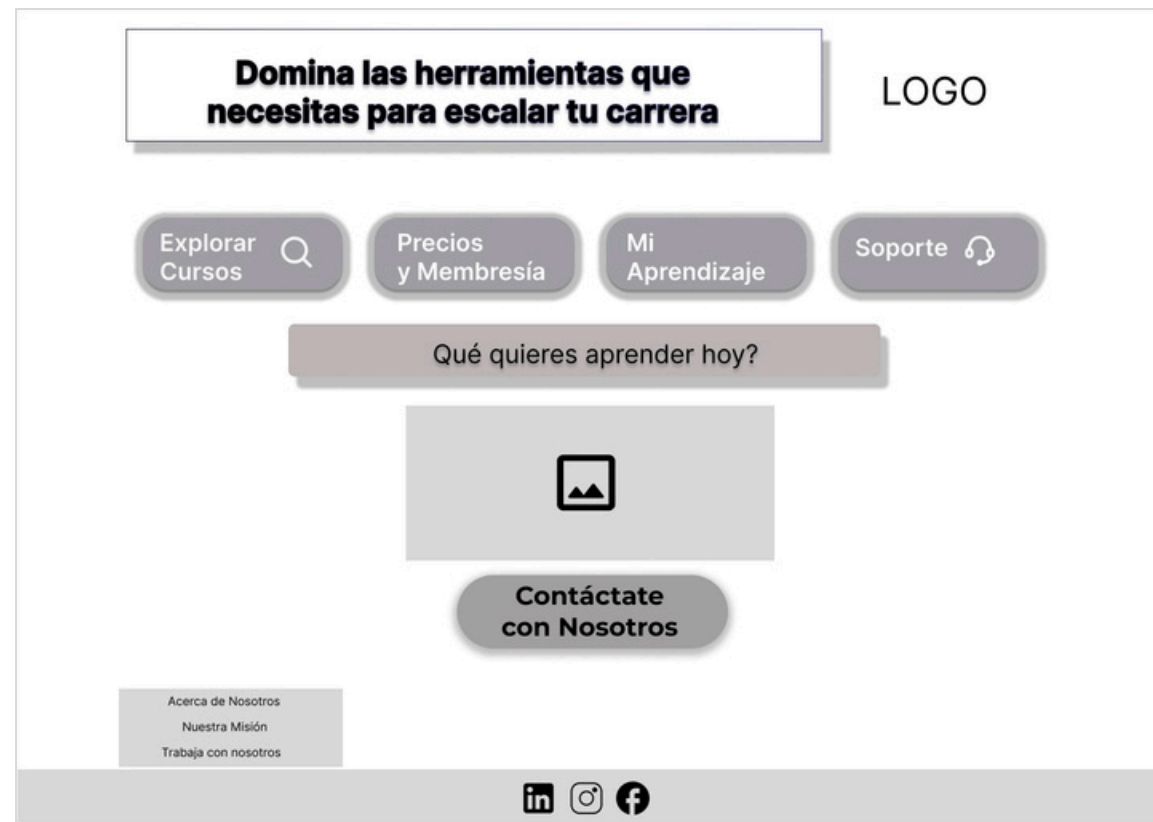 Domina las herramientas que
necesitas para escalar tu carrera
LOGO
Explorar
Cursos
Precios
y Membresía
Mi
Aprendizaje
Soporte
Qué quieres aprender hoy?
Contáctate
con Nosotros
Acerca de Nosotros
Nuestra Misión
Trabaja con nosotros
in